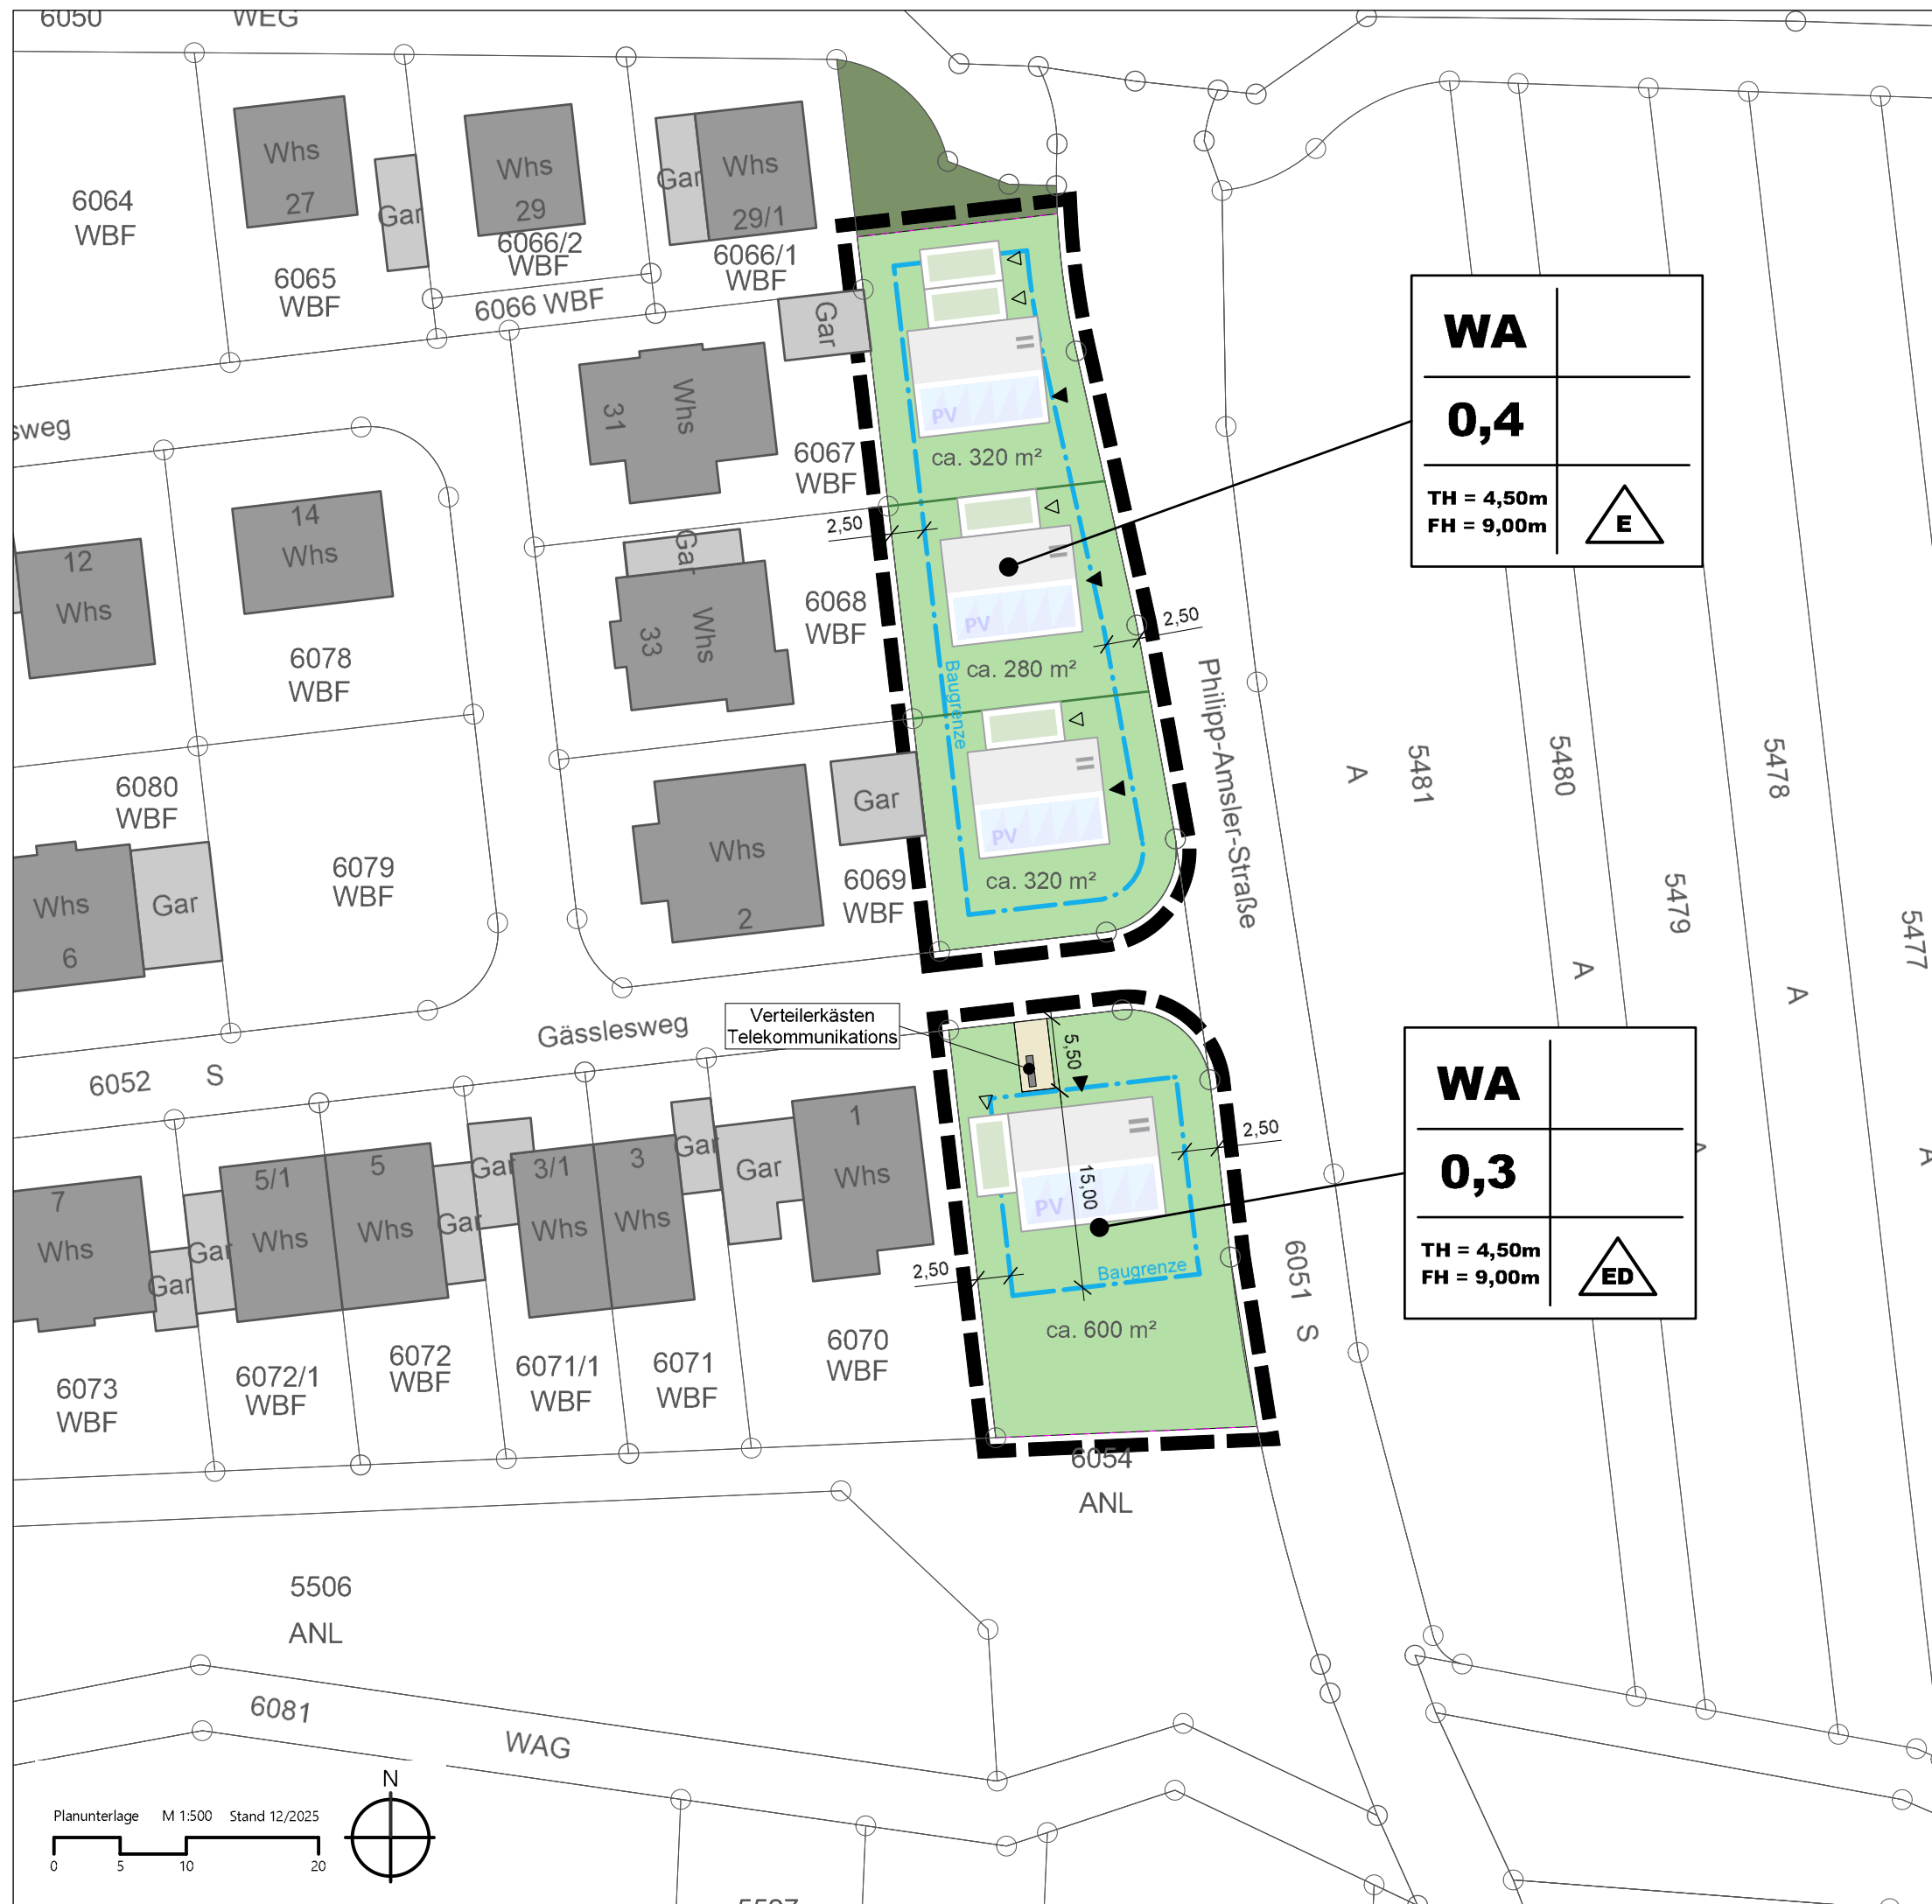 6050
WEG
Whs
27
Gar
Whs
29
Gar
Whs
29/1
6064
WBF
6065
WBF
6066/2
WBF
6066/1
WBF
6066 WBF
Gar
31
Whs
6067
WBF
PV
ca. 320 m²
WA
0,4
TH = 4,50m
FH = 9,00m
E
sweg
14
Whs
12
Whs
6078
WBF
Gar
33
Whs
6068
WBF
2,50
PV
ca. 280 m²
2,50
Baugrenze
Philipp-Amsler-Straße
A
5481
5480
5478
5479
5477
A
A
6080
WBF
Whs
6
Gar
6079
WBF
Whs
2
Gar
6069
WBF
PV
ca. 320 m²
Gässlesweg
6052
S
Verteilerkästen
Telekommunikations
5,50
15,00
PV
2,50
2,50
Baugrenze
ca. 600 m²
WA
0,3
TH = 4,50m
FH = 9,00m
ED
A
A
7
Whs
Gar
Gar
5/1
Whs
5
Whs
Gar
Gar
3/1
Whs
3
Whs
Gar
Gar
1
Whs
6073
WBF
6072/1
WBF
6072
WBF
6071/1
WBF
6071
WBF
6070
WBF
6051
S
6054
ANL
5506
ANL
6081
WAG
N
Planunterlage M 1:500 Stand 12/2025
0 5 10 20